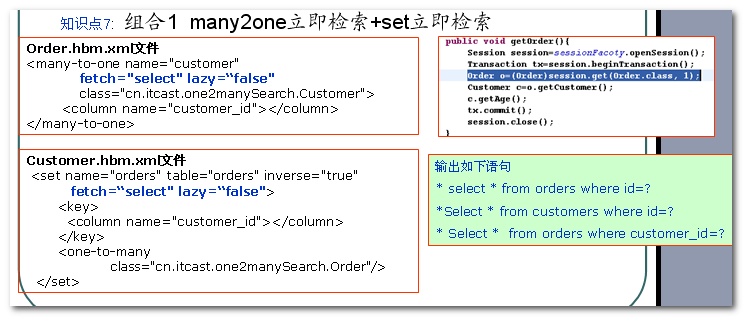 知识点7: 组合1 many2one立即检索+set立即检索
Order.hbm.xml文件
<many-to-one name="customer"
fetch="select" lazy=“false"
class="cn.itcast.one2manySearch.Customer">
<column name="customer_id"></column>
</many-to-one>
public void getOrder(){
Session session=sessionFacoty.openSession();
Transaction tx=session.beginTransaction();
Order o=(Order)session.get(Order.class, 1);
Customer c=o.getCustomer();
c.getAge();
tx.commit();
session.close();
}
Customer.hbm.xml文件
<set name="orders" table="orders" inverse="true"
fetch=“select" lazy=“false">
<key>
<column name="customer_id"></column>
</key>
<one-to-many
class="cn.itcast.one2manySearch.Order"/>
</set>
输出如下语句
* select * from orders where id=?
*Select * from customers where id=?
* Select * from orders where customer_id=?